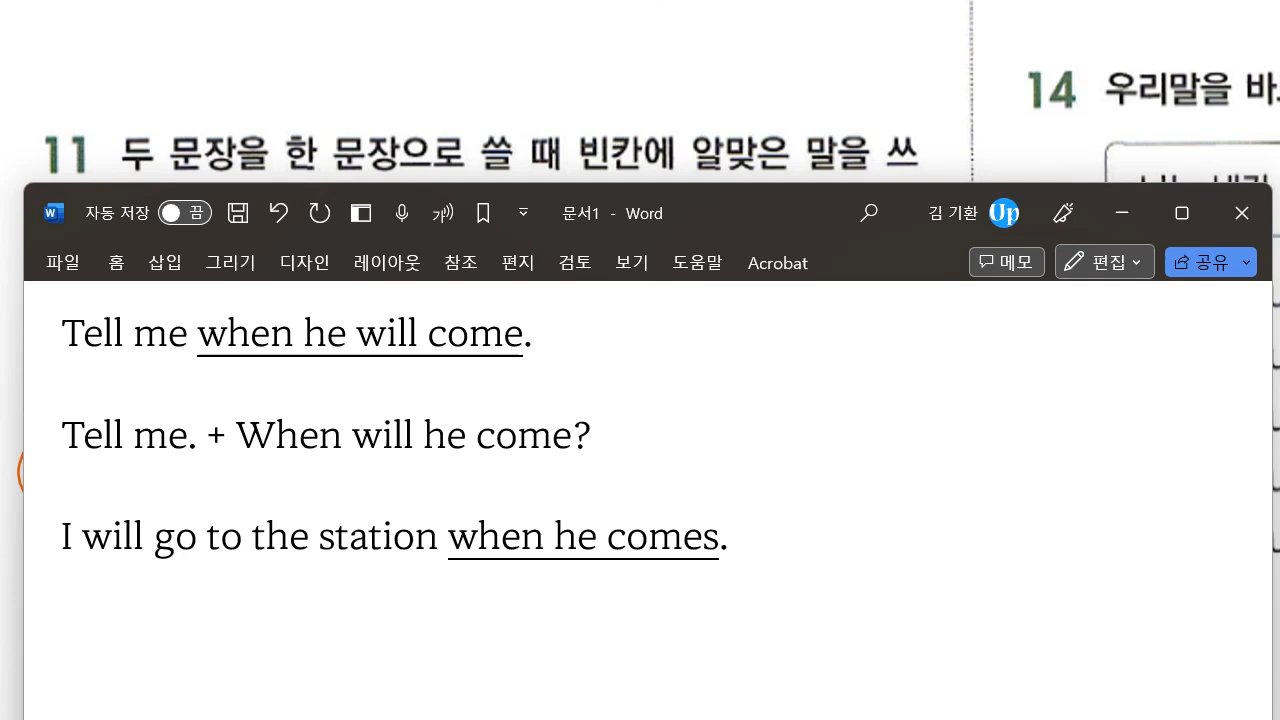 14 우리말을
11 두 문장을 한 문장으로 쓸 때 빈칸에 알맞은 말을 쓰
자동 저장 끔 문서1 - Word 김 기환 Up
파일 홈 삽입 그리기 디자인 레이아웃 참조 편지 검토 보기 도움말 Acrobat 메모 편집 공유
Tell me when he will come.
Tell me. + When will he come?
I will go to the station when he comes.